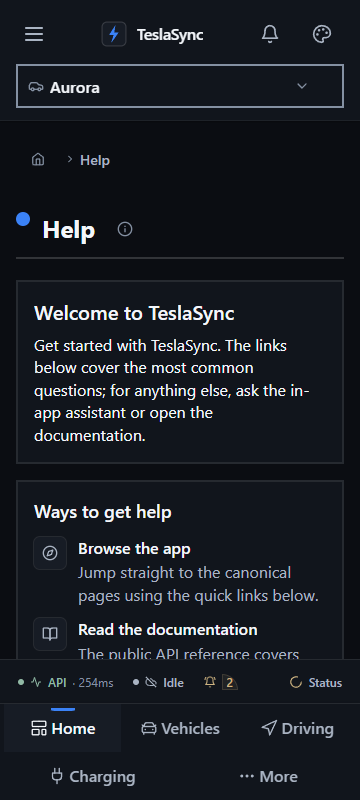 TeslaSync
Aurora
Help
Help
Welcome to TeslaSync
Get started with TeslaSync. The links
below cover the most common
questions; for anything else, ask the in-
app assistant or open the
documentation.
Ways to get help
Browse the app
Jump straight to the canonical
pages using the quick links below.
Read the documentation
The public API reference covers
API · 254ms Idle 2 Status
Home Vehicles Driving
Charging More